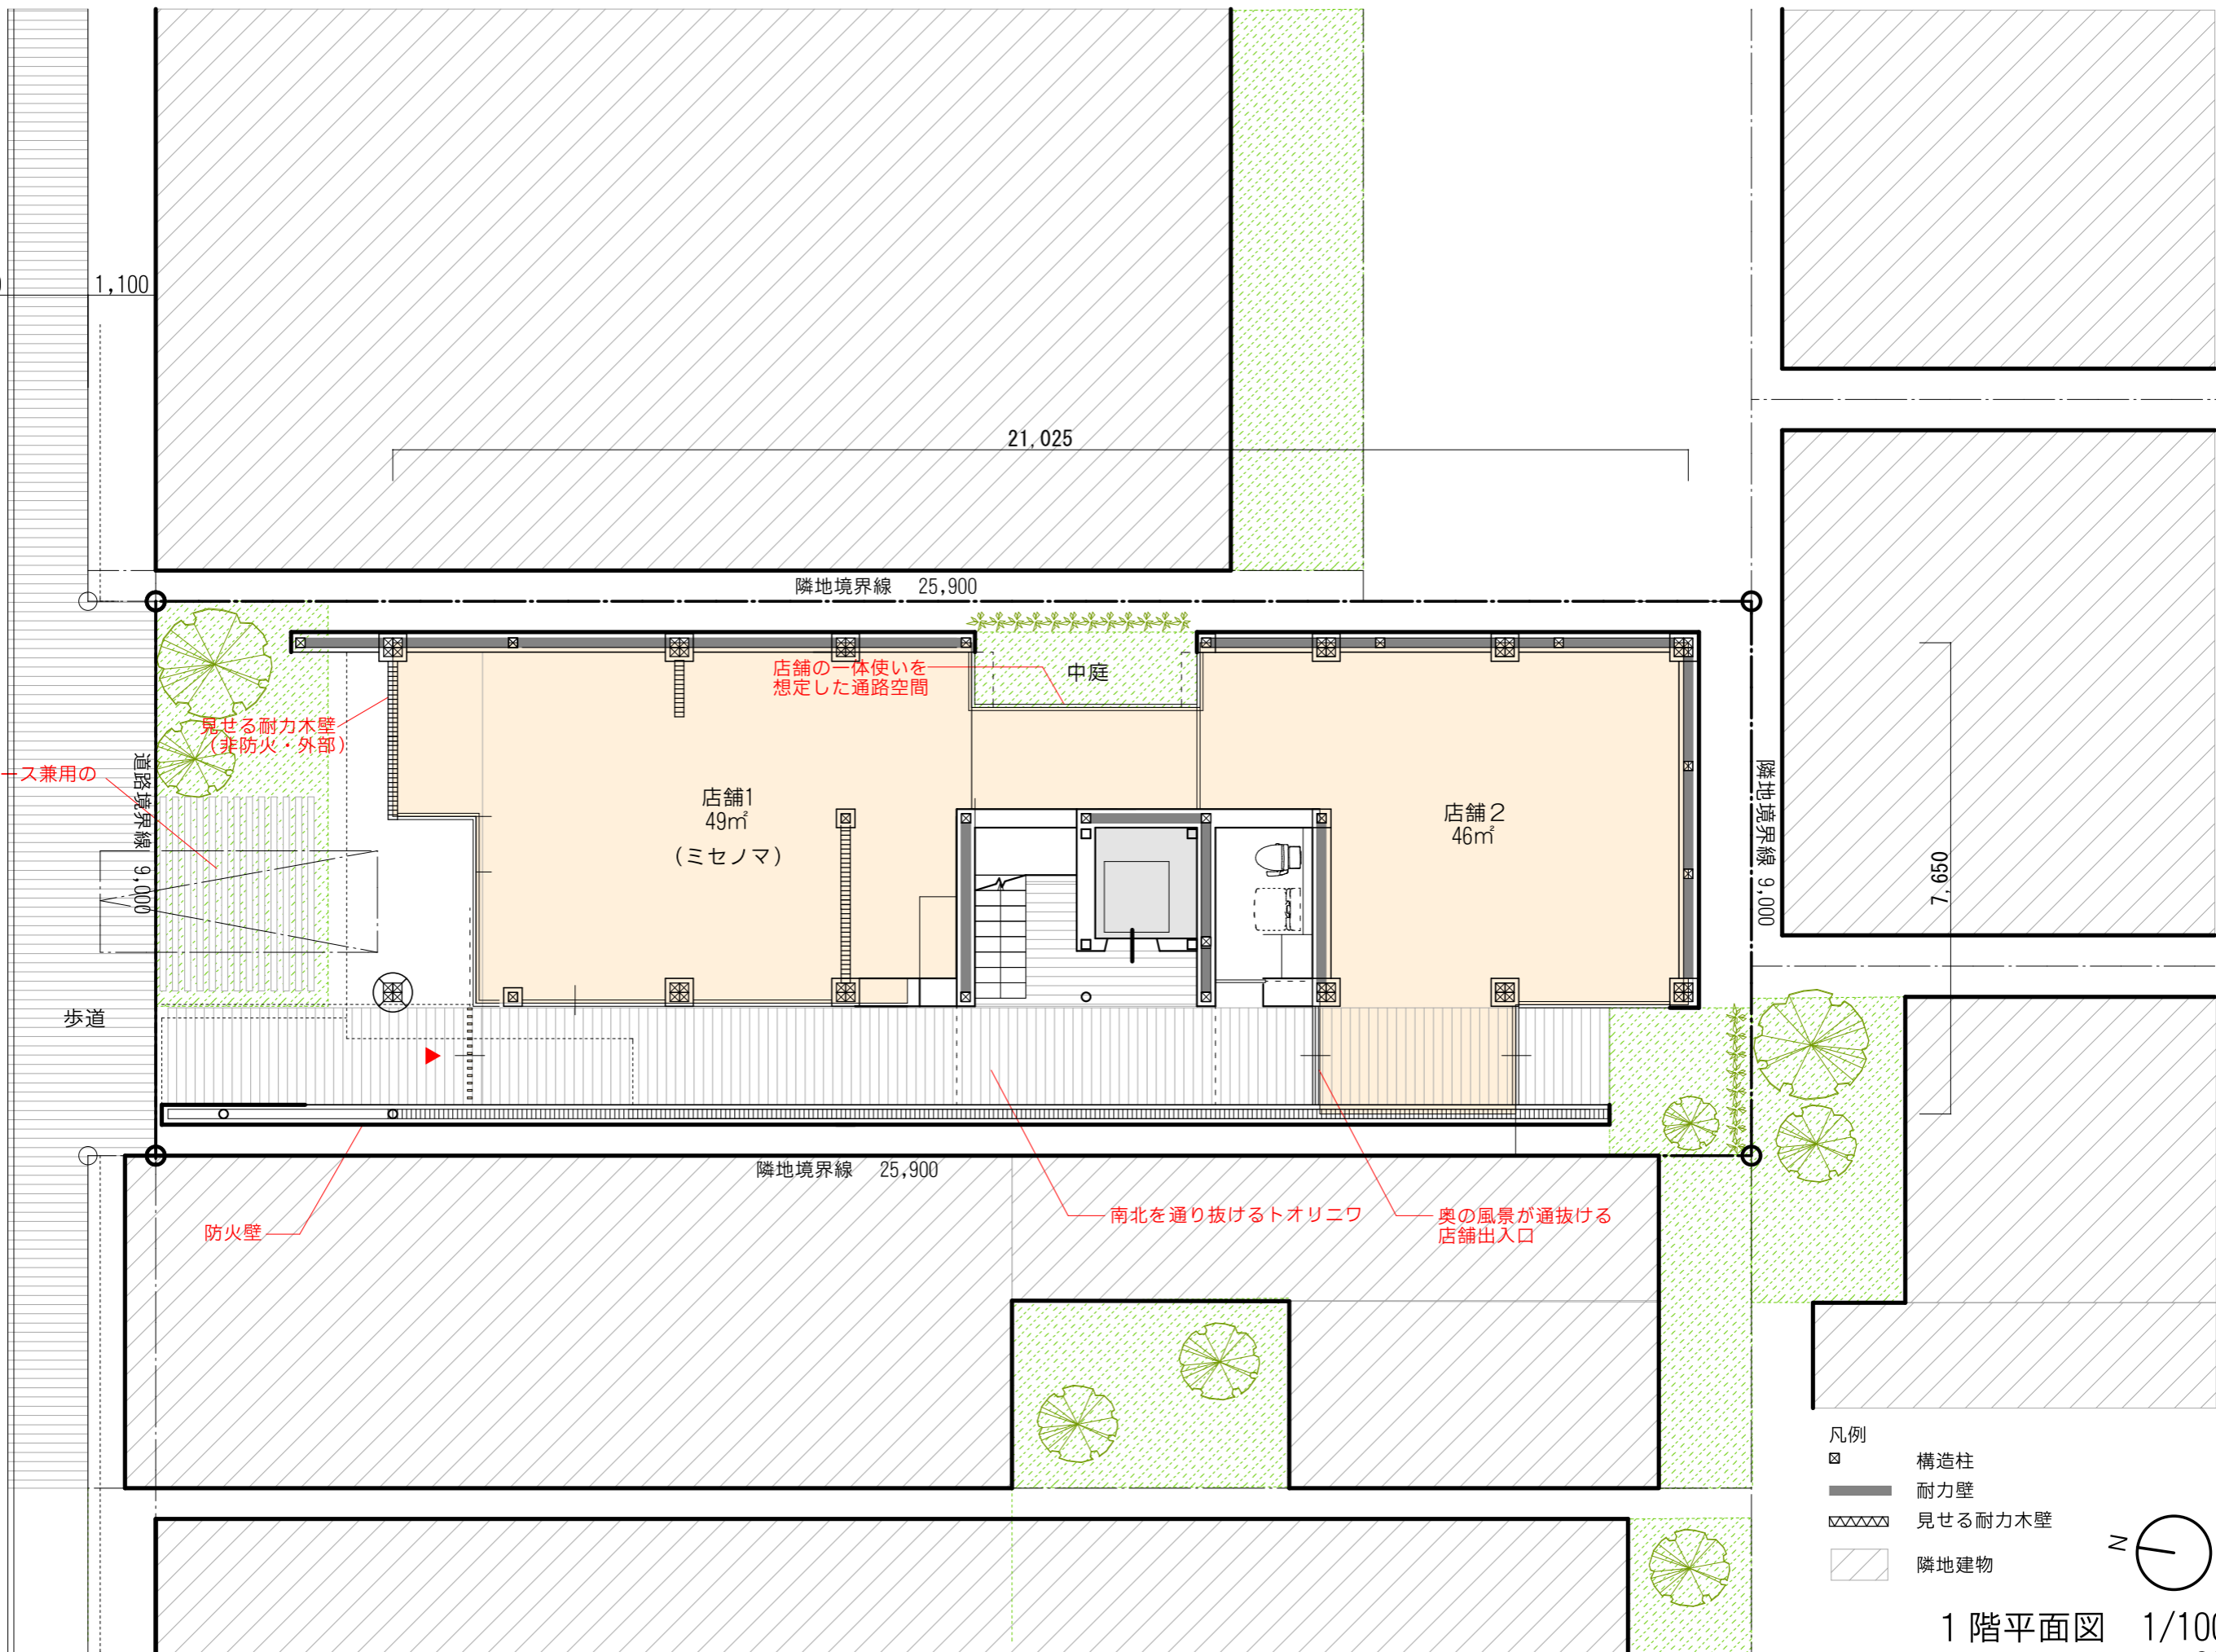 1,100
21,025
隣地境界線 25,900
店舗の一体使いを
想定した通路空間
中庭
見せる耐力木壁
(非防火・外部)
ース兼用の
道路境界線 9,000
店舗1
49㎡
(ミセノマ)
店舗2
46㎡
隣地境界線 9,000
7,650
歩道
隣地境界線 25,900
防火壁
南北を通り抜けるトオリニワ
奥の風景が通抜ける
店舗出入口
凡例
構造柱
耐力壁
見せる耐力木壁
隣地建物
N
1階平面図 1/100